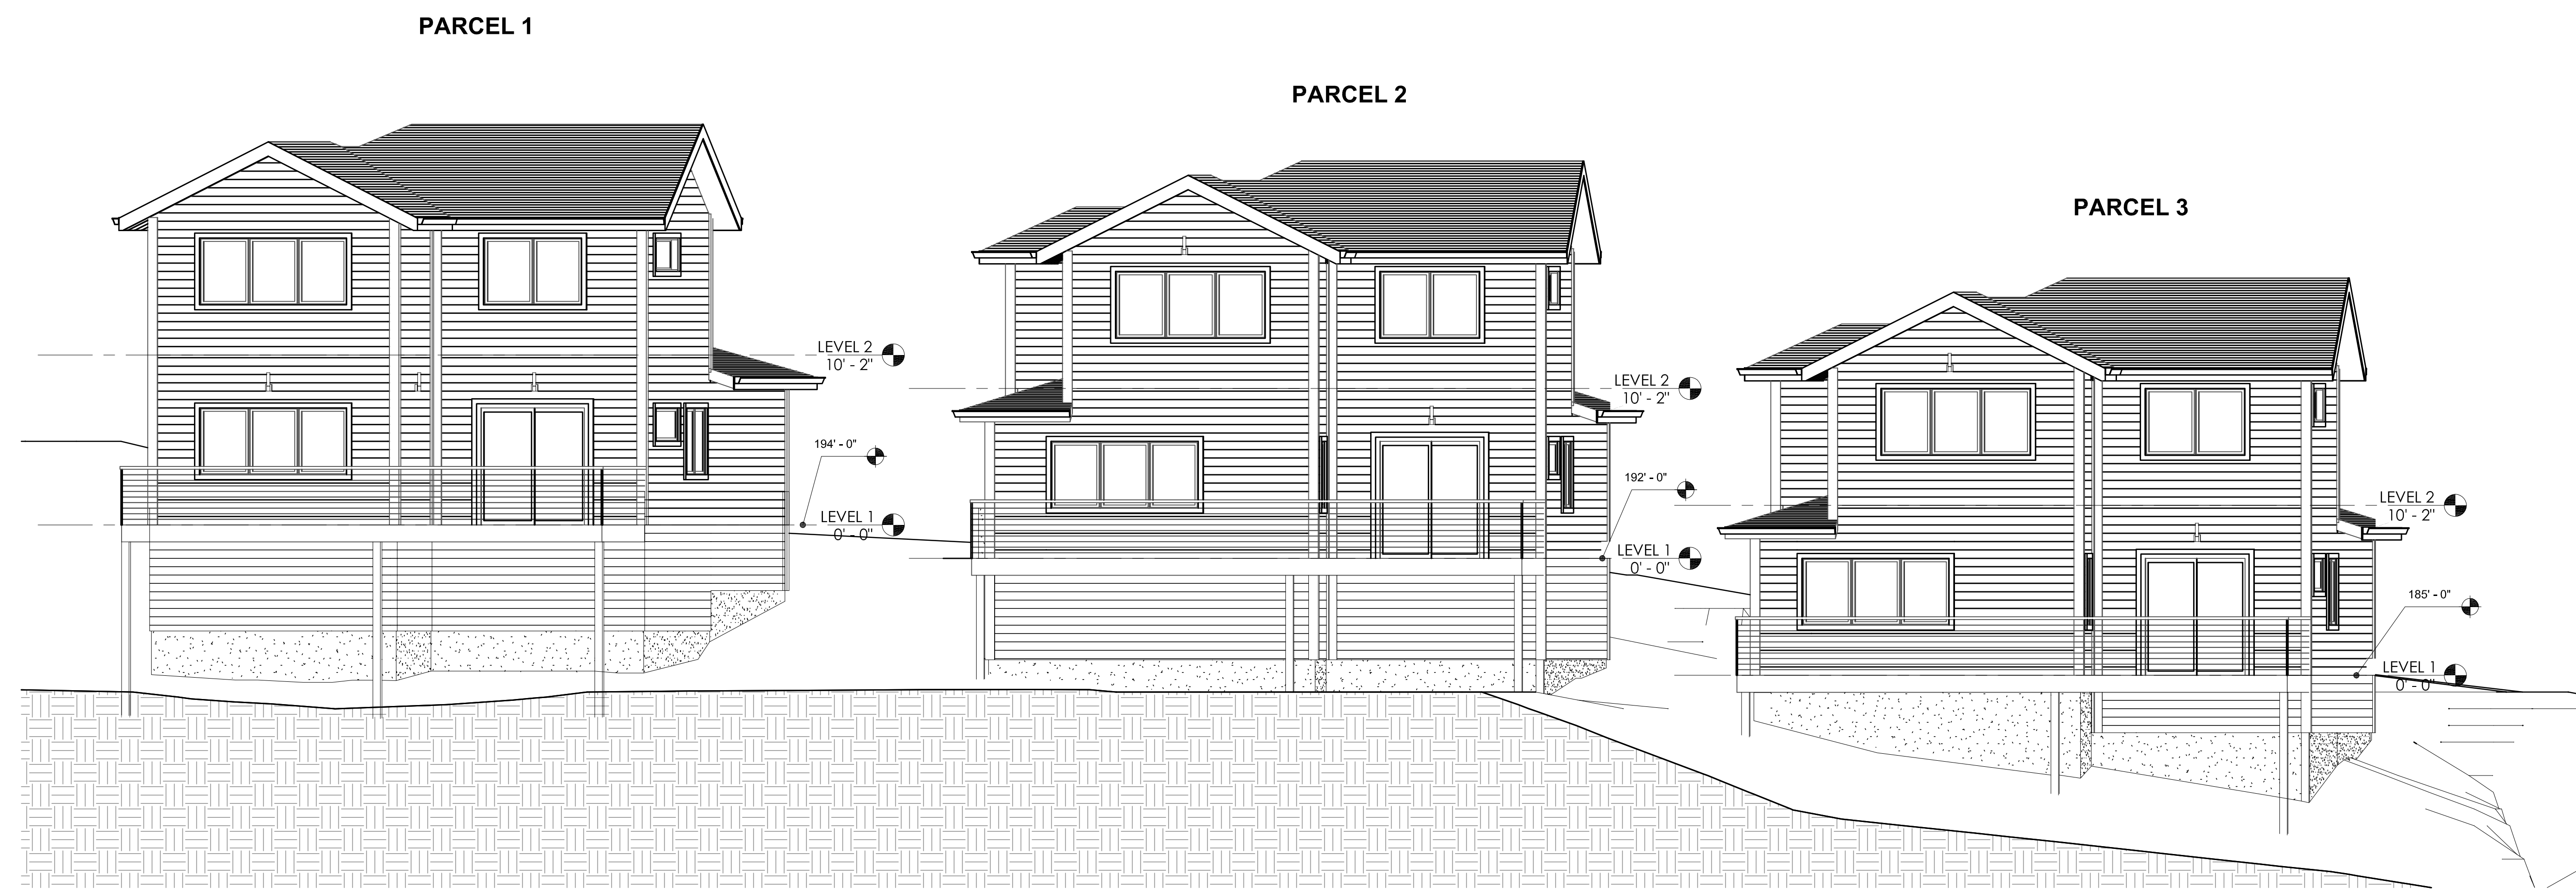 PARCEL 1
PARCEL 2
PARCEL 3
LEVEL 2
10' - 2"
194' - 0"
LEVEL 1
0' - 0"
LEVEL 2
10' - 2"
192' - 0"
LEVEL 1
0' - 0"
LEVEL 2
10' - 2"
185' - 0"
LEVEL 1
0' - 0"